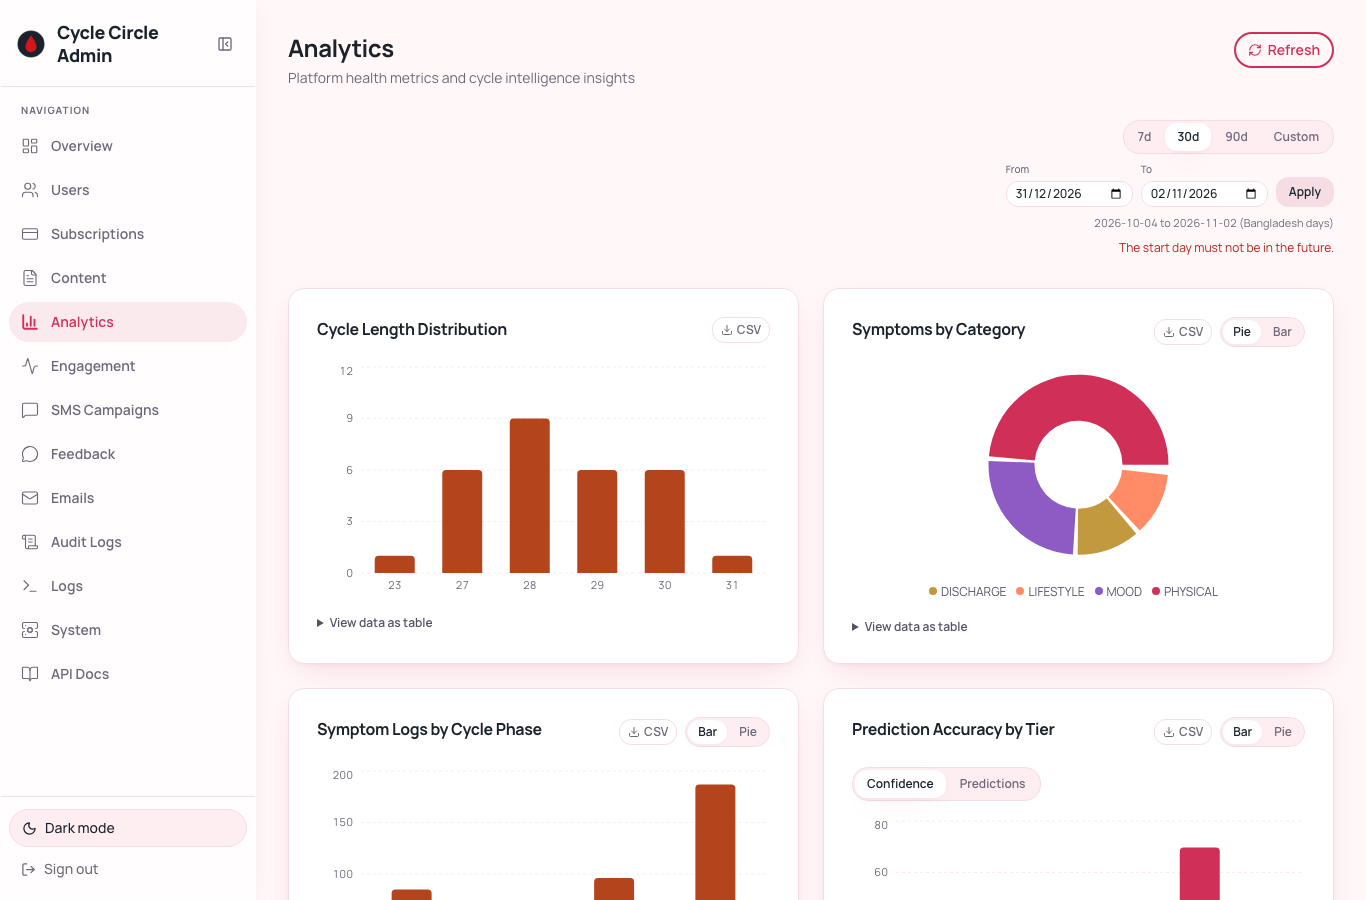 Cycle Circle
Admin
NAVIGATION
Overview
Users
Subscriptions
Content
Analytics
Engagement
SMS Campaigns
Feedback
Emails
Audit Logs
Logs
System
API Docs
Dark mode
Sign out
Analytics
Platform health metrics and cycle intelligence insights
Refresh
7d 30d 90d Custom
From To
31/12/2026 02/11/2026 Apply
2026-10-04 to 2026-11-02 (Bangladesh days)
The start day must not be in the future.
Cycle Length Distribution CSV
12
9
6
3
0
23 27 28 29 30 31
View data as table
Symptoms by Category CSV Pie Bar
DISCHARGE LIFESTYLE MOOD PHYSICAL
View data as table
Symptom Logs by Cycle Phase CSV Bar Pie
200
150
100
Prediction Accuracy by Tier CSV Bar Pie
Confidence Predictions
80
60